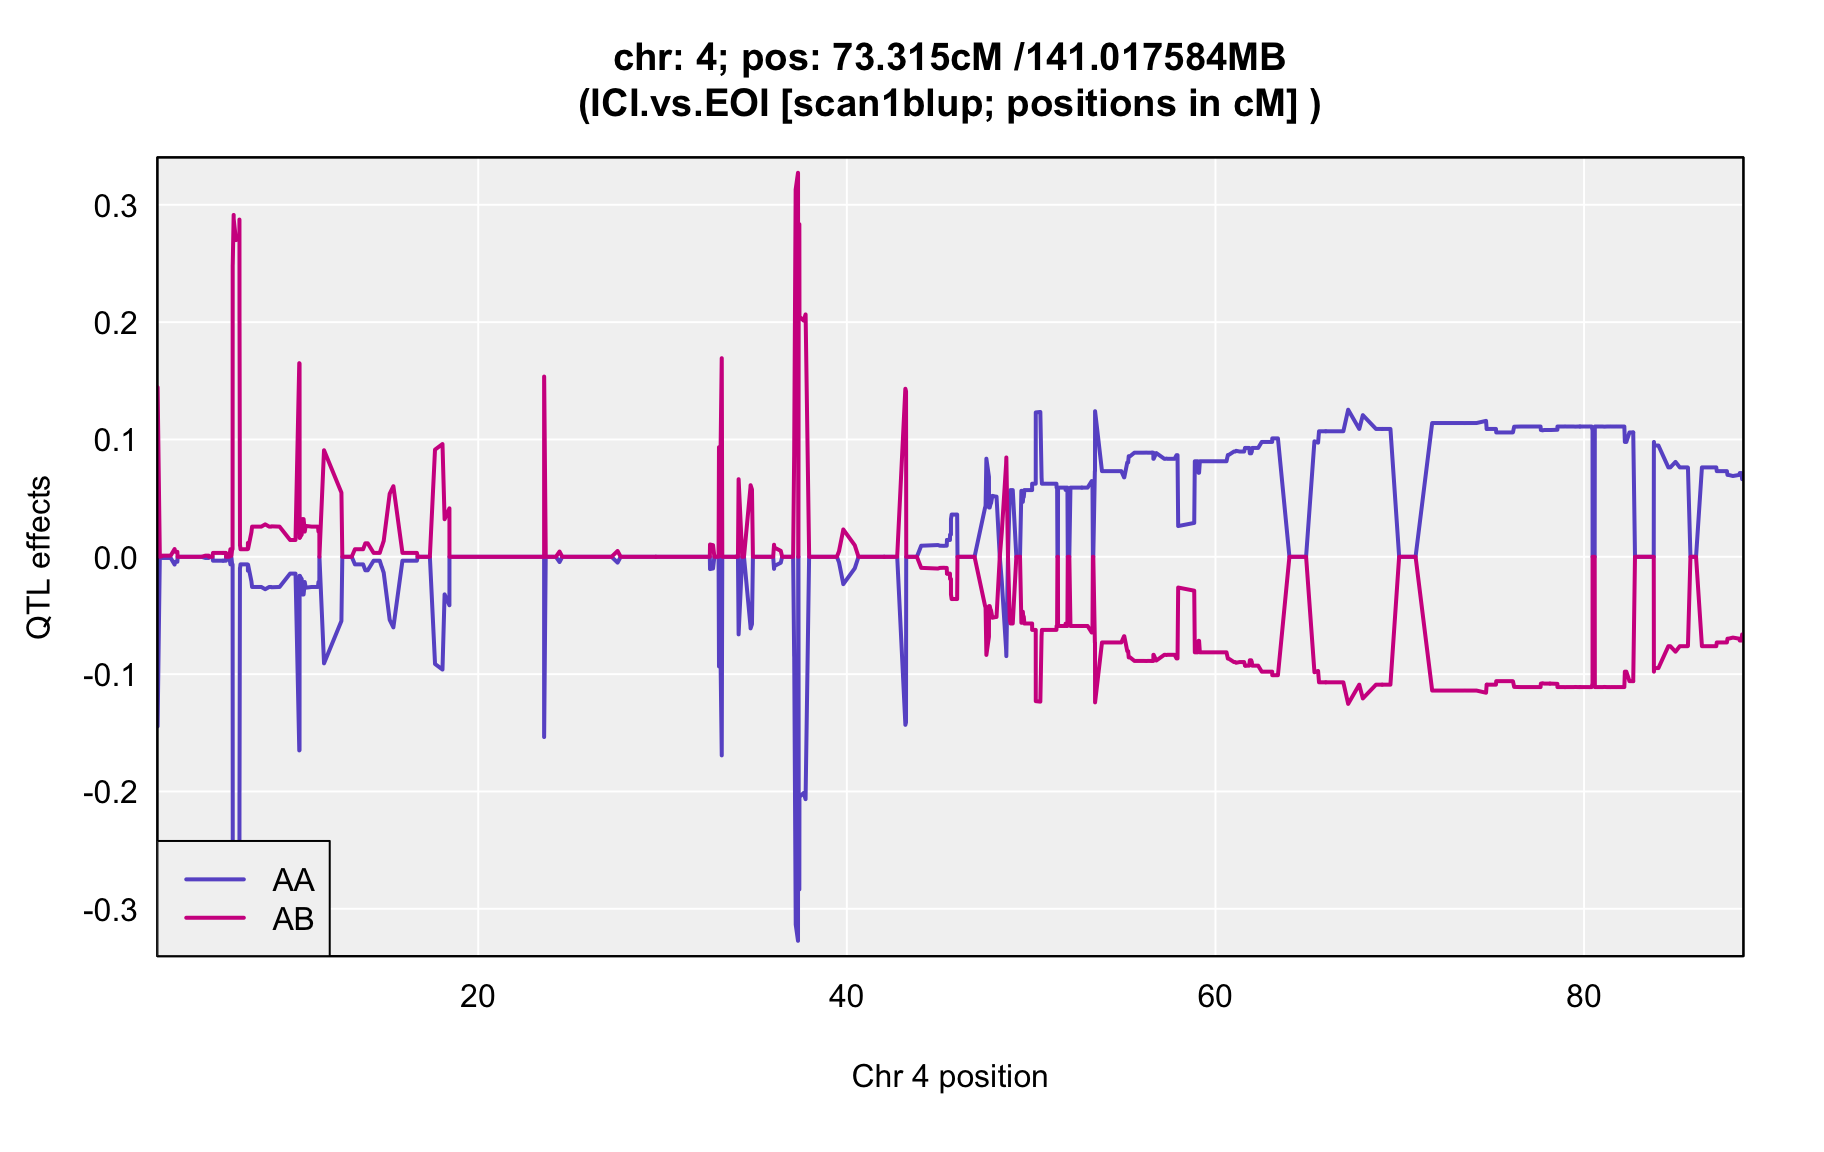 chr: 4; pos: 73.315cM /141.017584MB
(ICI.vs.EOI [scan1blup; positions in cM] )
QTL effects
0.3
0.2
0.1
0.0
-0.1
-0.2
-0.3
AA
AB
20
40
60
80
Chr 4 position